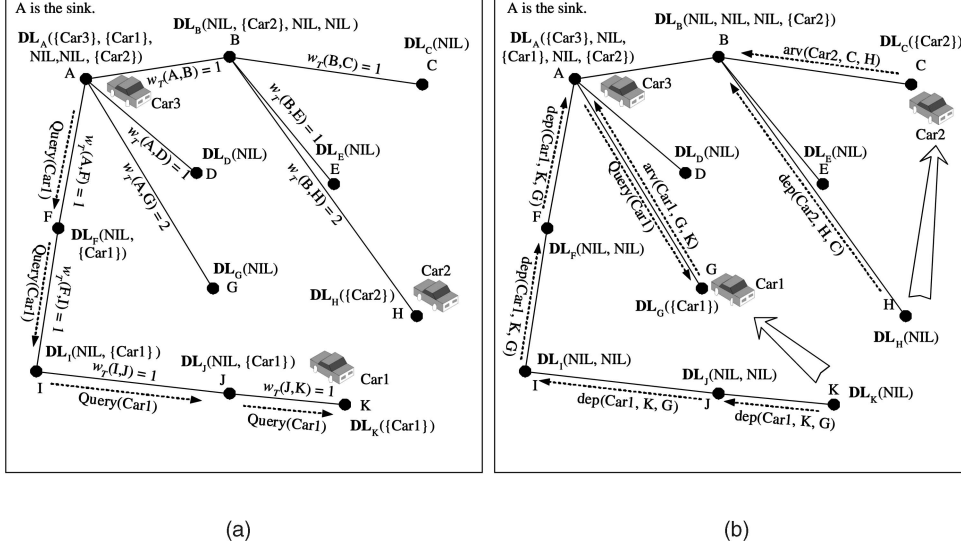 A is the sink.
DL_B(NIL, {Car2}, NIL, NIL)
DL_A({Car3}, {Car1},
NIL,NIL, {Car2})
B
DL_C(NIL)
A
w_T(A,B) = 1
w_T(B,C) = 1
C
Car3
Query(Car1)
w_T(A,F) = 1
w_T(A,D) = 1
w_T(A,G) = 2
w_T(B,E) = 1
w_T(B,H) = 2
DL_D(NIL)
D
DL_E(NIL)
E
F
DL_F(NIL,
{Car1})
Query(Car1)
w_T(F,I) = 1
DL_G(NIL)
G
Car2
DL_H({Car2})
H
DL_I(NIL, {Car1})
w_T(I,J) = 1
DL_J(NIL, {Car1})
w_T(J,K) = 1
Car1
I
J
K
Query(Car1)
Query(Car1)
DL_K({Car1})
(a)
A is the sink.
DL_B(NIL, NIL, NIL, {Car2})
DL_A({Car3}, NIL,
{Car1}, NIL, {Car2})
B
DL_C({Car2})
arv(Car2, C, H)
A
C
Car3
Car2
dep(Car1, K, G)
Query(Car1)
arv(Car1, G, K)
DL_D(NIL)
D
DL_E(NIL)
E
dep(Car2, H, C)
F
DL_F(NIL, NIL)
dep(Car1, K, G)
G
Car1
DL_G({Car1})
H
DL_H(NIL)
DL_I(NIL, NIL)
DL_J(NIL, NIL)
I
J
K
DL_K(NIL)
dep(Car1, K, G)
dep(Car1, K, G)
(b)